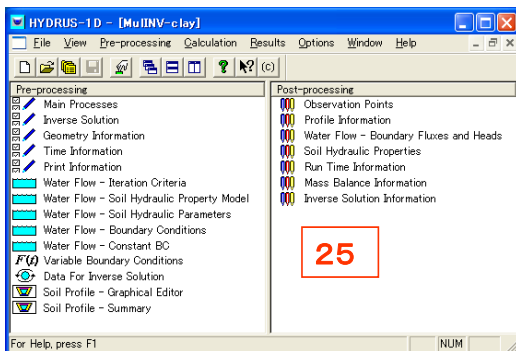 HYDRUS-1D - [MulINV-clay]
File View Pre-processing Calculation Results Options Window Help
(c)
Pre-processing
Main Processes
Inverse Solution
Geometry Information
Time Information
Print Information
Water Flow - Iteration Criteria
Water Flow - Soil Hydraulic Property Model
Water Flow - Soil Hydraulic Parameters
Water Flow - Boundary Conditions
Water Flow - Constant BC
F(t) Variable Boundary Conditions
Data For Inverse Solution
Soil Profile - Graphical Editor
Soil Profile - Summary
Post-processing
Observation Points
Profile Information
Water Flow - Boundary Fluxes and Heads
Soil Hydraulic Properties
Run Time Information
Mass Balance Information
Inverse Solution Information
25
For Help, press F1
NUM